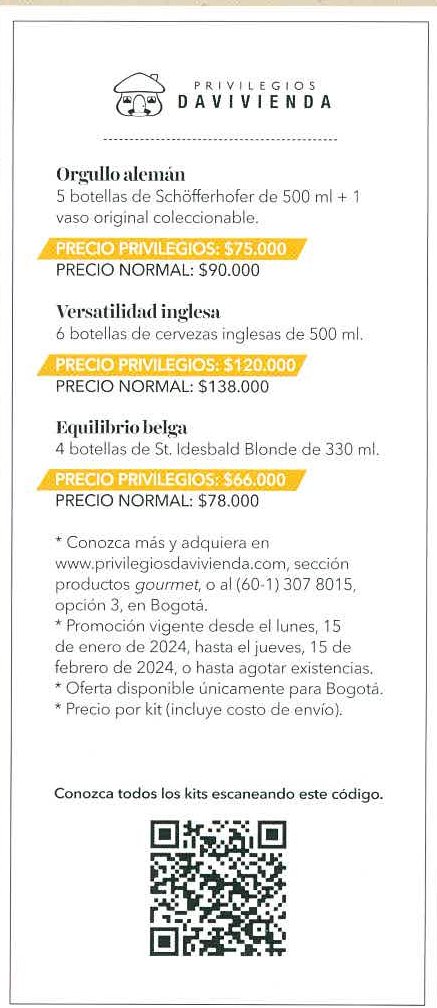 PRIVILEGIOS
DAVIVIENDA
Orgullo alemán
5 botellas de Schöfferhofer de 500 ml + 1
vaso original coleccionable.
PRECIO PRIVILEGIOS: $75.000
PRECIO NORMAL: $90.000
Versatilidad inglesa
6 botellas de cervezas inglesas de 500 ml.
PRECIO PRIVILEGIOS: $120.000
PRECIO NORMAL: $138.000
Equilibrio belga
4 botellas de St. Idesbald Blonde de 330 ml.
PRECIO PRIVILEGIOS: $66.000
PRECIO NORMAL: $78.000
* Conozca más y adquiera en
www.privilegiosdavivienda.com, sección
productos gourmet, o al (60-1) 307 8015,
opción 3, en Bogotá.
* Promoción vigente desde el lunes, 15
de enero de 2024, hasta el jueves, 15 de
febrero de 2024, o hasta agotar existencias.
* Oferta disponible únicamente para Bogotá.
* Precio por kit (incluye costo de envío).
Conozca todos los kits escaneando este código.